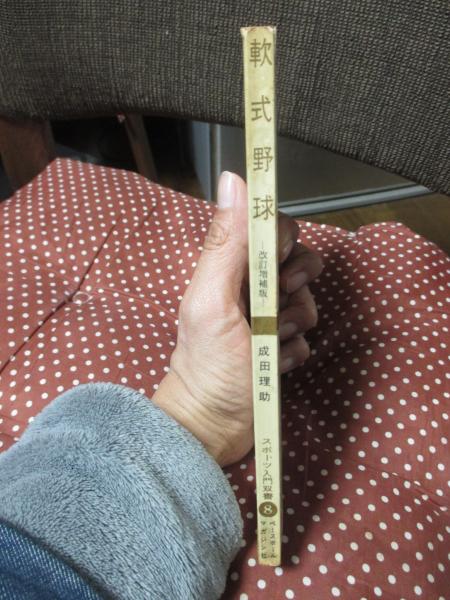 軟式野球
―改訂増補版―
成田理助
スポーツ入門双書
8
ベースボール
マガジン社